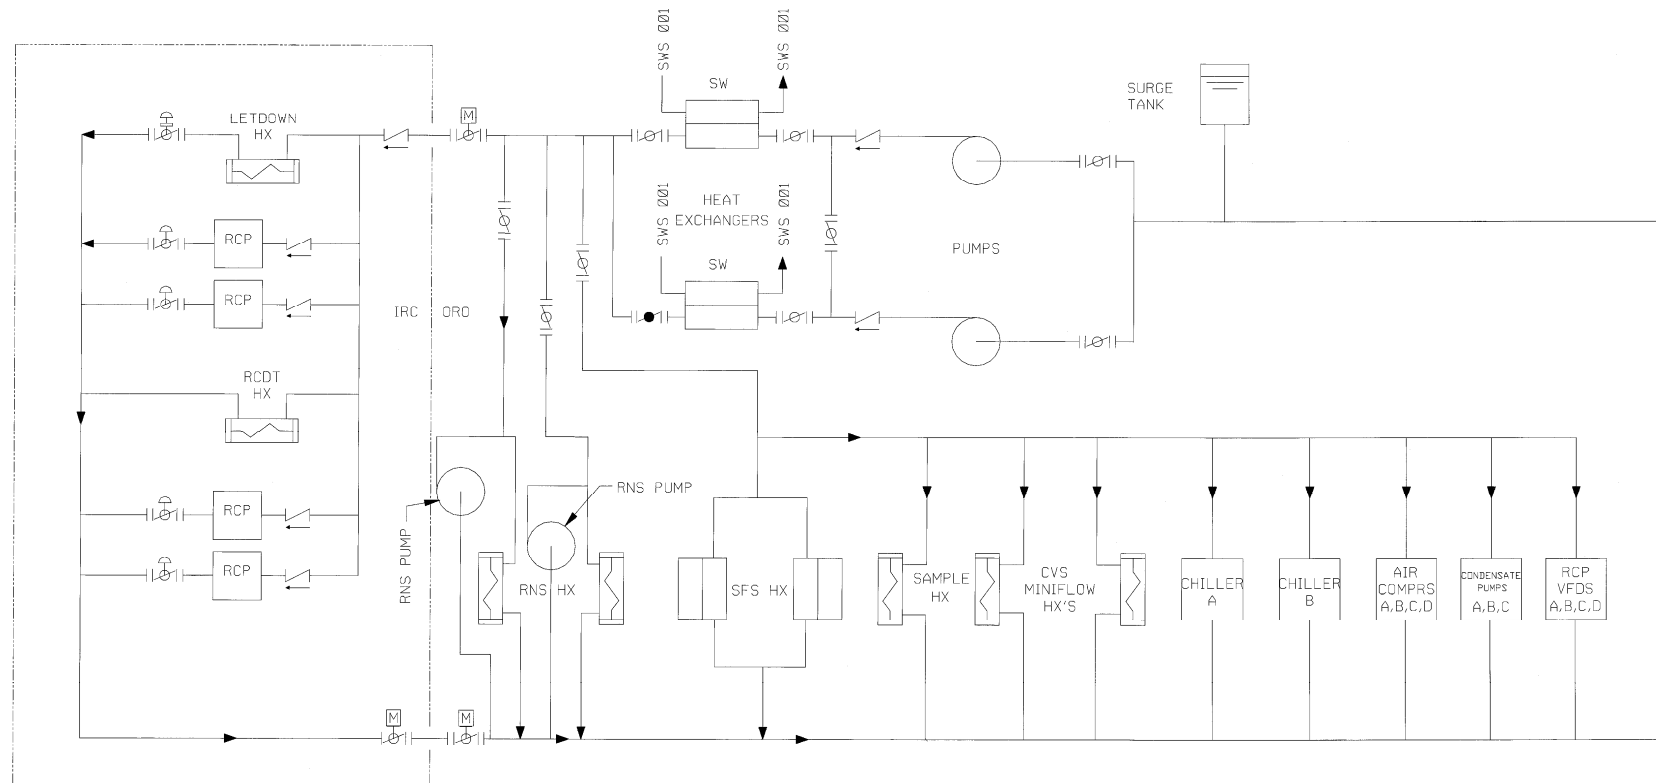 SWS 001
SWS 001
SW
SURGE
TANK
M
LETDOWN
HX
SWS 001
SWS 001
HEAT
EXCHANGERS
RCP
PUMPS
SW
RCP
IRC
ORO
RCDT
HX
RNS PUMP
RCP
RNS PUMP
RCP
RNS HX
SFS HX
SAMPLE
HX
CVS
MINIFLOW
HX'S
CHILLER
A
CHILLER
B
AIR
COMPRS
A,B,C,D
CONDENSATE
PUMPS
A,B,C
RCP
VFDS
A,B,C,D
M
M